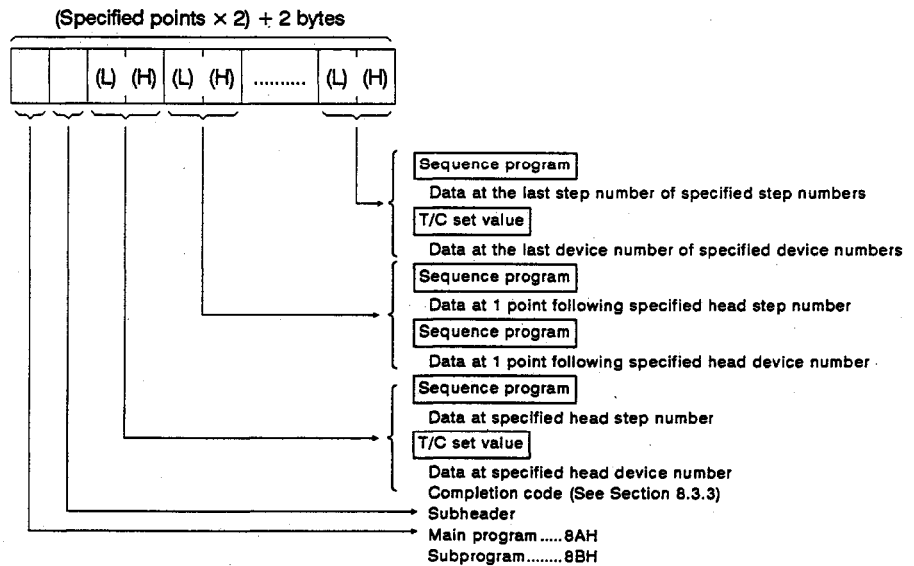 (Specified points × 2) + 2 bytes
(L) (H) (L) (H) .......... (L) (H)
Sequence program
Data at the last step number of specified step numbers
T/C set value
Data at the last device number of specified device numbers
Sequence program
Data at 1 point following specified head step number
Sequence program
Data at 1 point following specified head device number
Sequence program
Data at specified head step number
T/C set value
Data at specified head device number
Completion code (See Section 8.3.3)
Subheader
Main program ..... 8AH
Subprogram........ 8BH